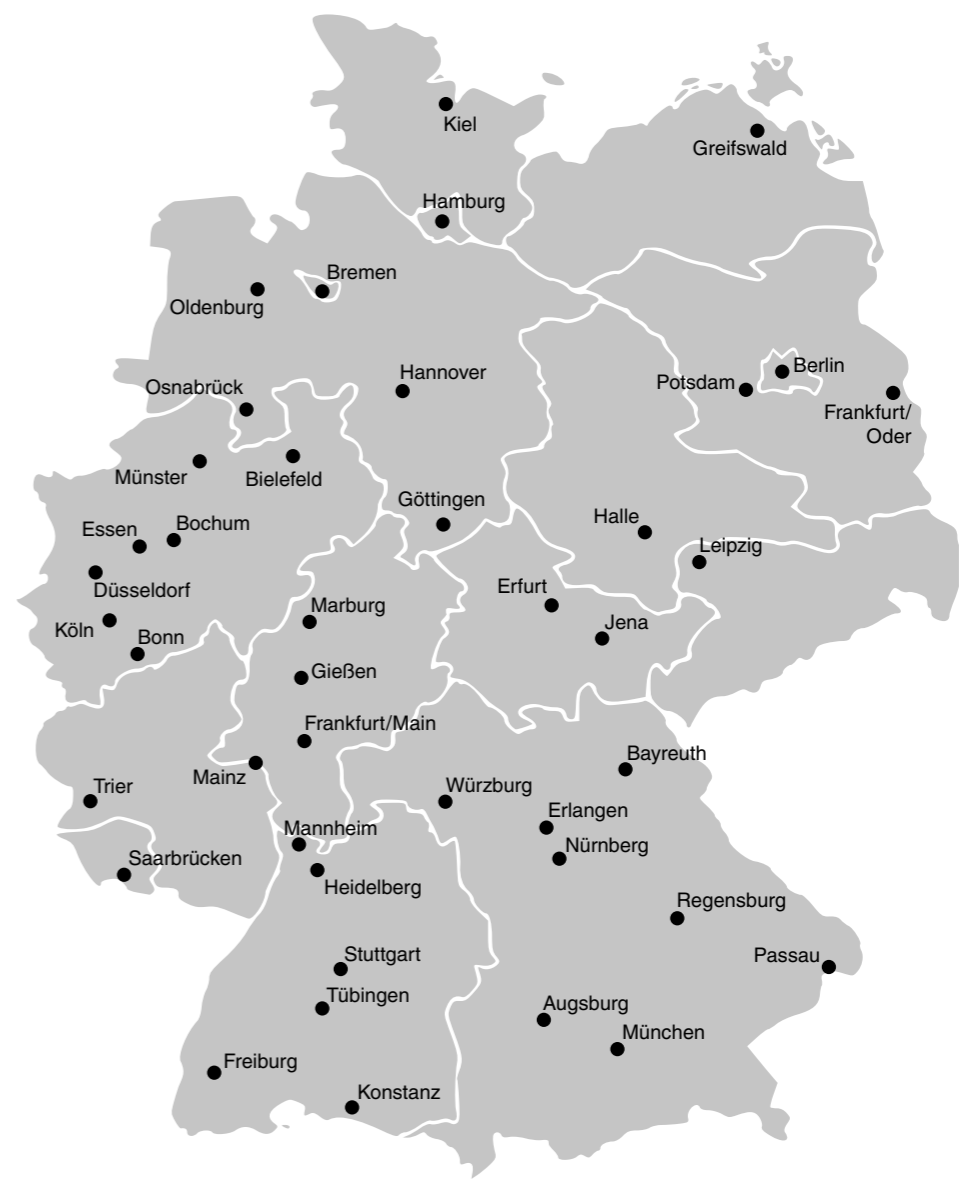 Kiel
Greifswald
Hamburg
Bremen
Oldenburg
Hannover
Berlin
Osnabrück
Potsdam
Frankfurt/
Oder
Münster
Bielefeld
Göttingen
Halle
Essen
Bochum
Leipzig
Düsseldorf
Erfurt
Marburg
Jena
Köln
Bonn
Gießen
Frankfurt/Main
Bayreuth
Mainz
Trier
Würzburg
Erlangen
Mannheim
Nürnberg
Saarbrücken
Heidelberg
Regensburg
Stuttgart
Passau
Tübingen
Augsburg
München
Freiburg
Konstanz